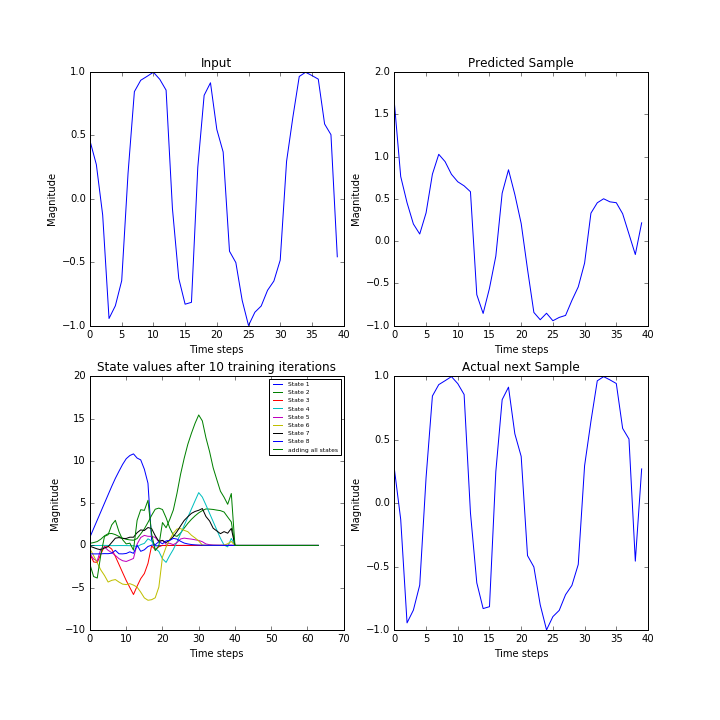 Input
1.0
0.5
0.0
−0.5
−1.0
Magnitude
0 5 10 15 20 25 30 35 40
Time steps
Predicted Sample
2.0
1.5
1.0
0.5
0.0
−0.5
−1.0
Magnitude
0 5 10 15 20 25 30 35 40
Time steps
State values after 10 training iterations
20
15
10
5
0
−5
−10
Magnitude
0 10 20 30 40 50 60 70
Time steps
State 1
State 2
State 3
State 4
State 5
State 6
State 7
State 8
adding all states
Actual next Sample
1.0
0.5
0.0
−0.5
−1.0
Magnitude
0 5 10 15 20 25 30 35 40
Time steps